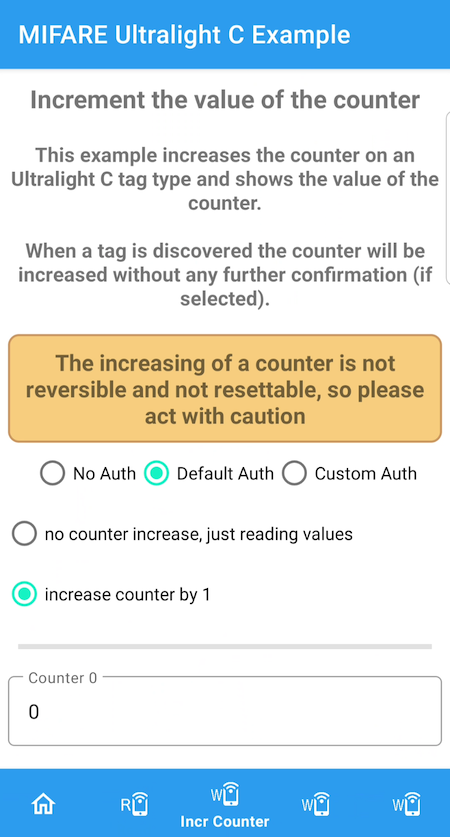 MIFARE Ultralight C Example
Increment the value of the counter
This example increases the counter on an
Ultralight C tag type and shows the value of the
counter.
When a tag is discovered the counter will be
increased without any further confirmation (if
selected).
The increasing of a counter is not
reversible and not resettable, so please
act with caution
No Auth Default Auth Custom Auth
no counter increase, just reading values
increase counter by 1
Counter 0
0
R W W W
Incr Counter